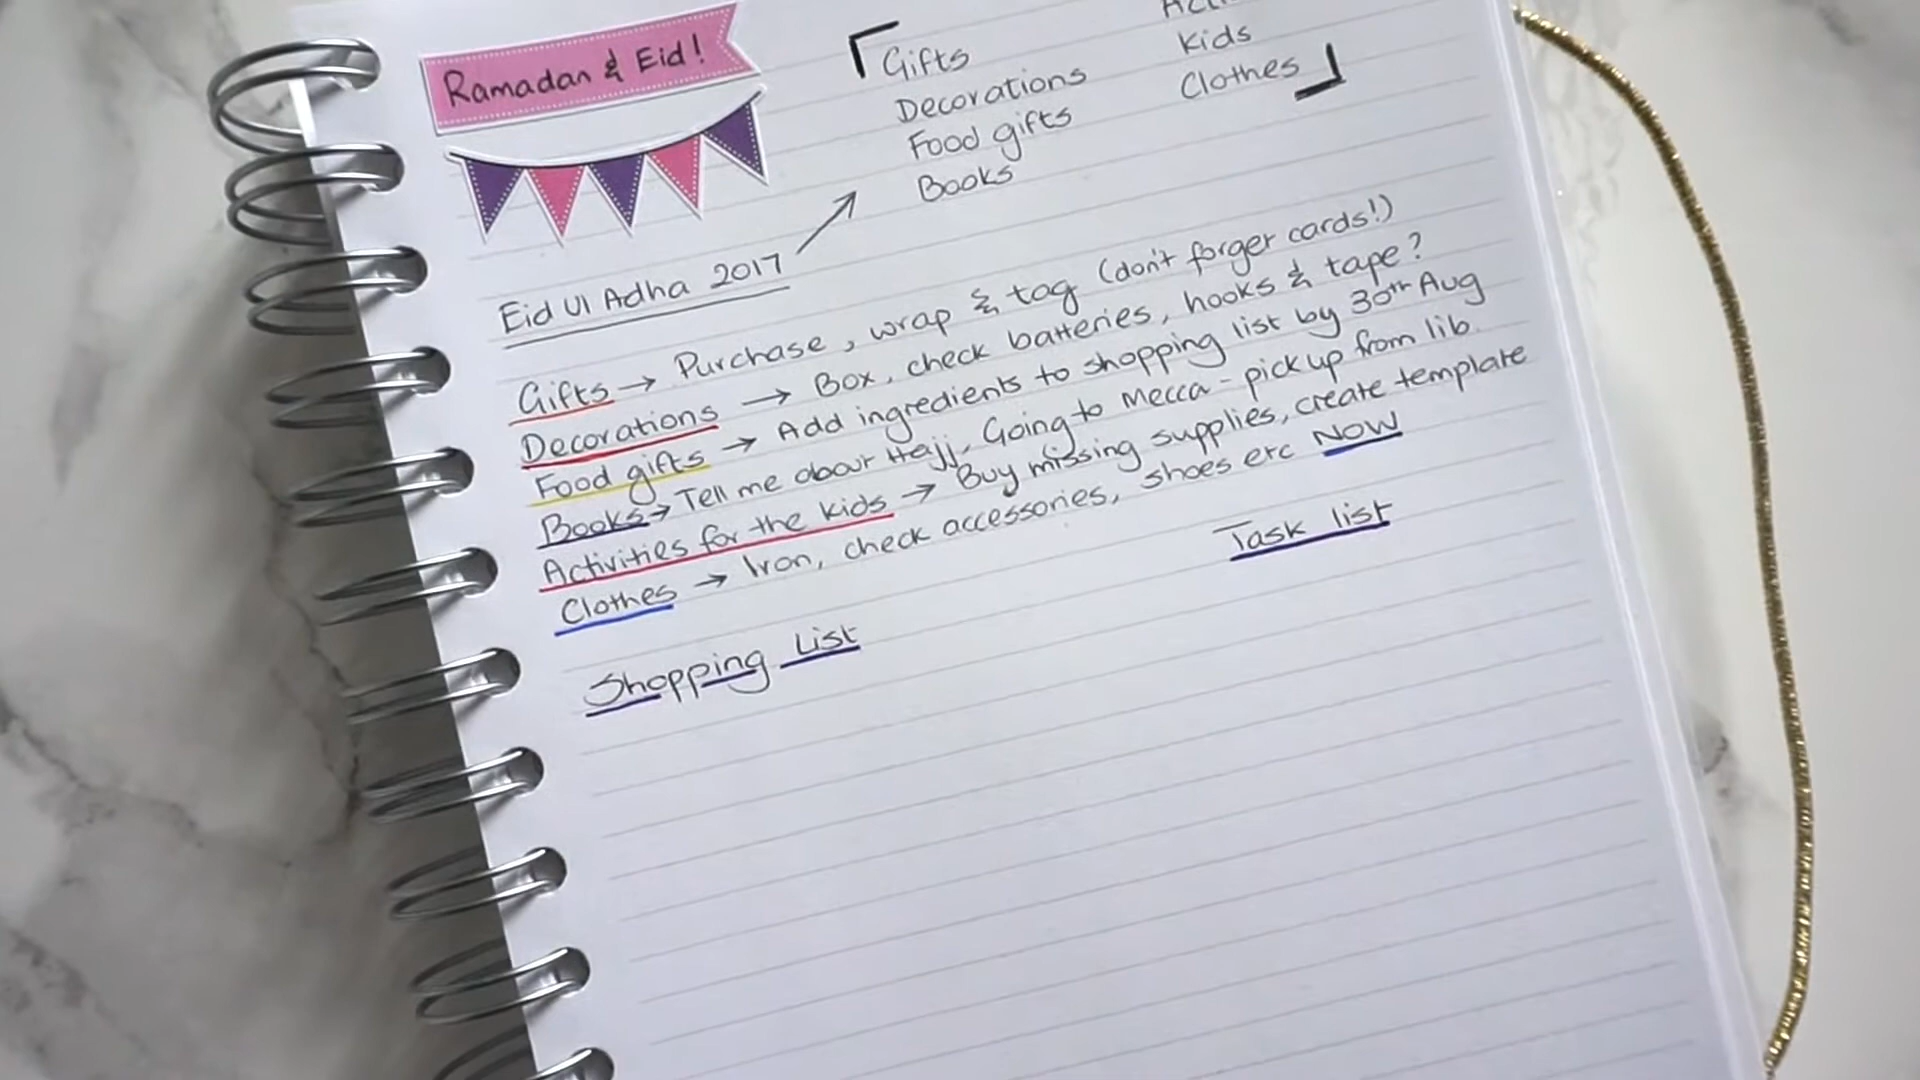 Ramadan & Eid!
Gifts
Decorations
Food gifts
Books
Kids
Clothes
Eid Ul Adha 2017
Gifts → Purchase, wrap & tag (don't forger cards!)
Decorations → Box, check batteries, hooks & tape?
Food gifts → Add ingredients to shopping list by 30th Aug
Books → Tell me about Hajj, Going to Mecca - pick up from lib.
Activities for the kids → Buy missing supplies, create template
Clothes → Iron, check accessories, shoes etc NOW
Task list
Shopping List